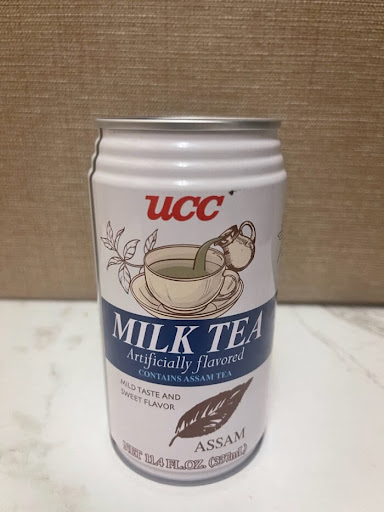 UCC
MILK TEA
Artificially flavored
CONTAINS ASSAM TEA
MILD TASTE AND
SWEET FLAVOR
ASSAM
NET 11.4 FL.OZ. (337mL)